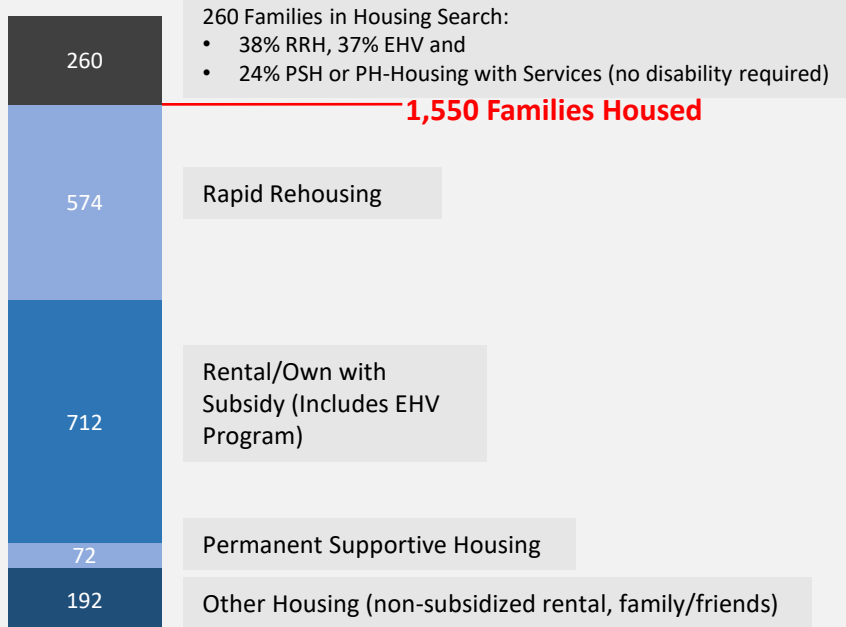 260 Families in Housing Search:
• 38% RRH, 37% EHV and
• 24% PSH or PH-Housing with Services (no disability required)
260
1,550 Families Housed
574
Rapid Rehousing
712
Rental/Own with
Subsidy (Includes EHV
Program)
72
Permanent Supportive Housing
192
Other Housing (non-subsidized rental, family/friends)